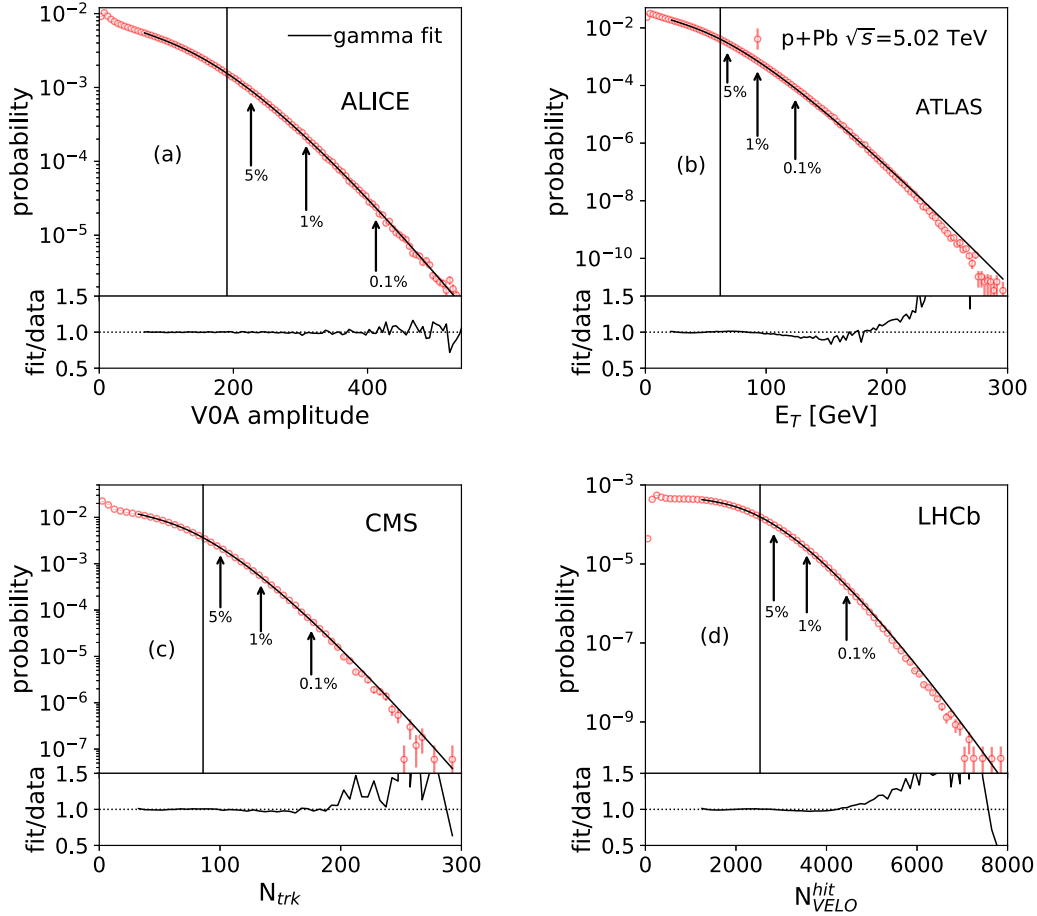 10^{-2}
10^{-3}
10^{-4}
10^{-5}
probability
gamma fit
ALICE
(a)
5%
1%
0.1%
1.5
1.0
0.5
fit/data
0 200 400
V0A amplitude
10^{-2}
10^{-4}
10^{-6}
10^{-8}
10^{-10}
probability
p+Pb √s=5.02 TeV
ATLAS
(b)
5%
1%
0.1%
1.5
1.0
0.5
fit/data
0 100 200 300
E_T [GeV]
10^{-2}
10^{-3}
10^{-4}
10^{-5}
10^{-6}
10^{-7}
probability
CMS
(c)
5%
1%
0.1%
1.5
1.0
0.5
fit/data
0 100 200 300
N_{trk}
10^{-3}
10^{-5}
10^{-7}
10^{-9}
probability
LHCb
(d)
5%
1%
0.1%
1.5
1.0
0.5
fit/data
0 2000 4000 6000 8000
N_{VELO}^{hit}